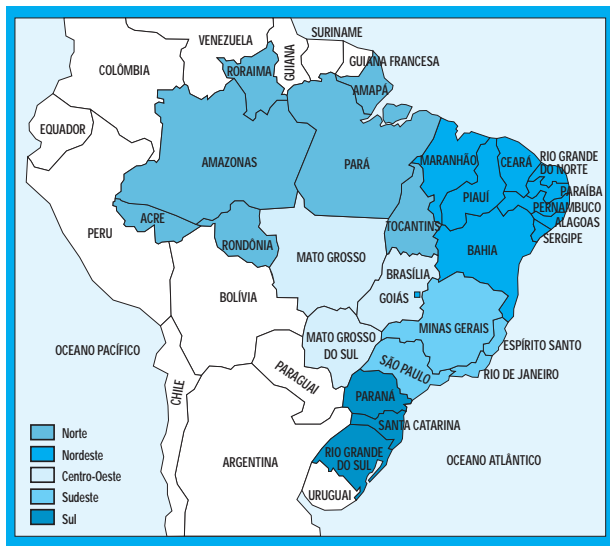 SURINAME
VENEZUELA
GUIANA
GUIANA FRANCESA
COLÔMBIA
RORAIMA
AMAPÁ
EQUADOR
AMAZONAS
PARÁ
MARANHÃO
CEARÁ
RIO GRANDE
DO NORTE
PARAÍBA
PIAUÍ
PERNAMBUCO
ALAGOAS
SERGIPE
ACRE
PERU
RONDÔNIA
TOCANTINS
MATO GROSSO
BAHIA
BRASÍLIA
GOIÁS
BOLÍVIA
MINAS GERAIS
MATO GROSSO
DO SUL
ESPÍRITO SANTO
OCEANO PACÍFICO
SÃO PAULO
RIO DE JANEIRO
PARAGUAI
CHILE
PARANÁ
SANTA CATARINA
RIO GRANDE
DO SUL
ARGENTINA
OCEANO ATLÂNTICO
URUGUAI
Norte
Nordeste
Centro-Oeste
Sudeste
Sul